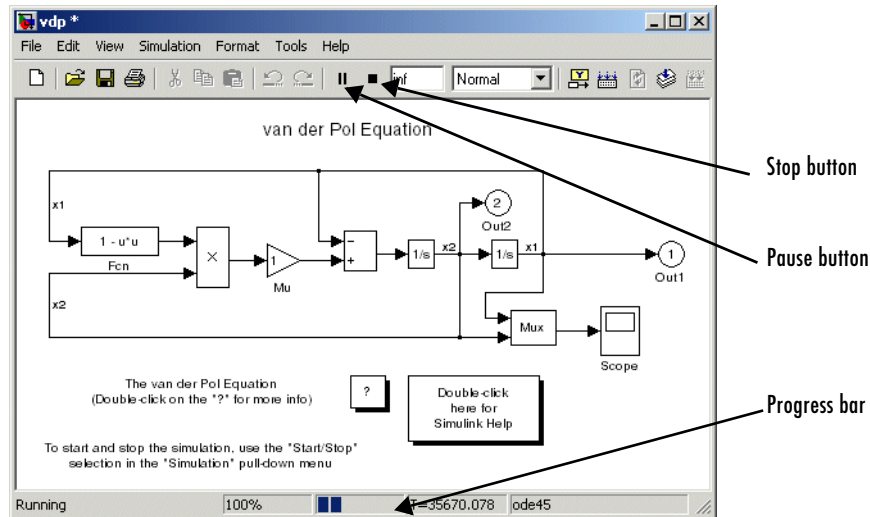 vdp *
File Edit View Simulation Format Tools Help
inf Normal
van der Pol Equation
Stop button
x1
2
Out2
1 - u*u
Fcn
×
1
Mu
−
+
1/s
x2
1/s
x1
1
Out1
Pause button
x2
Mux
Scope
The van der Pol Equation
(Double-click on the "?" for more info)
?
Double-click
here for
Simulink Help
Progress bar
To start and stop the simulation, use the "Start/Stop"
selection in the "Simulation" pull-down menu
Running 100% T=35670.078 ode45